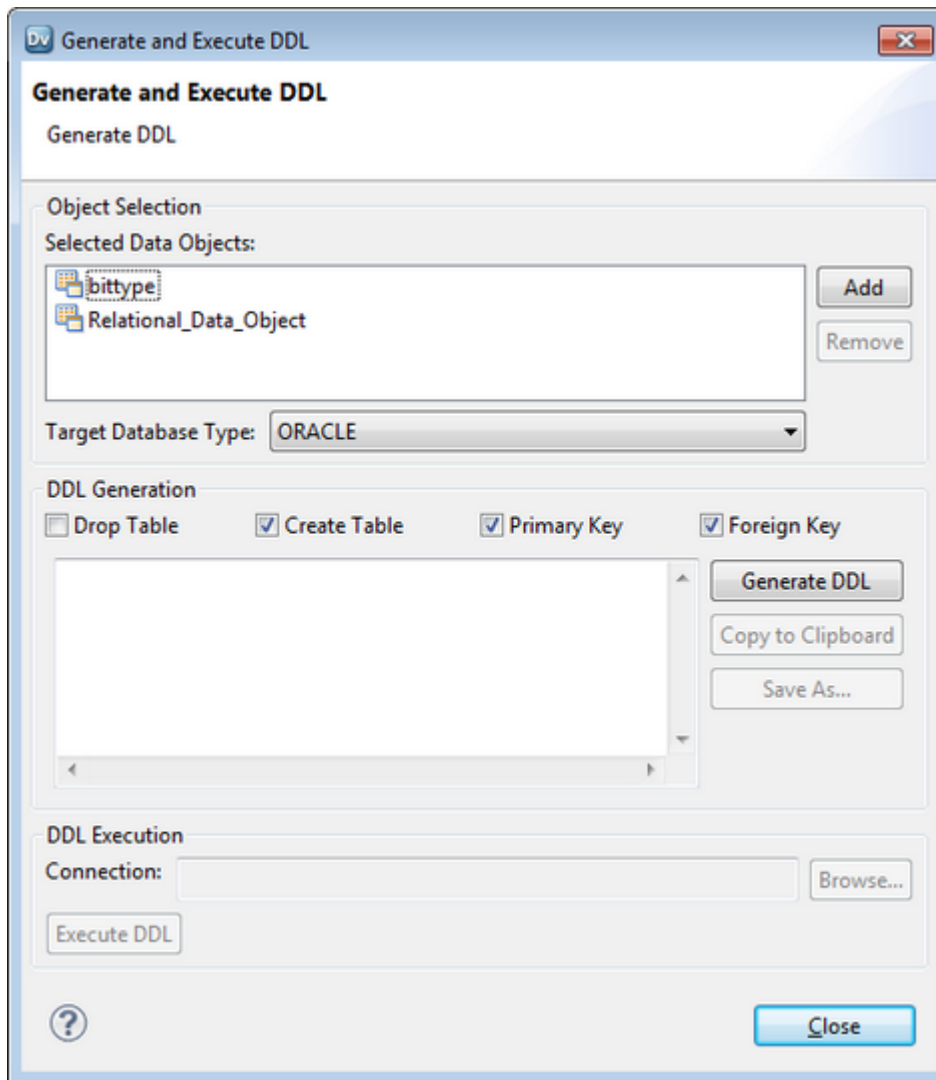 Dv Generate and Execute DDL
Generate and Execute DDL
Generate DDL
Object Selection
Selected Data Objects:
bittype
Add
Relational_Data_Object
Remove
Target Database Type: ORACLE
DDL Generation
Drop Table Create Table Primary Key Foreign Key
Generate DDL
Copy to Clipboard
Save As...
DDL Execution
Connection: Browse...
Execute DDL
? Close